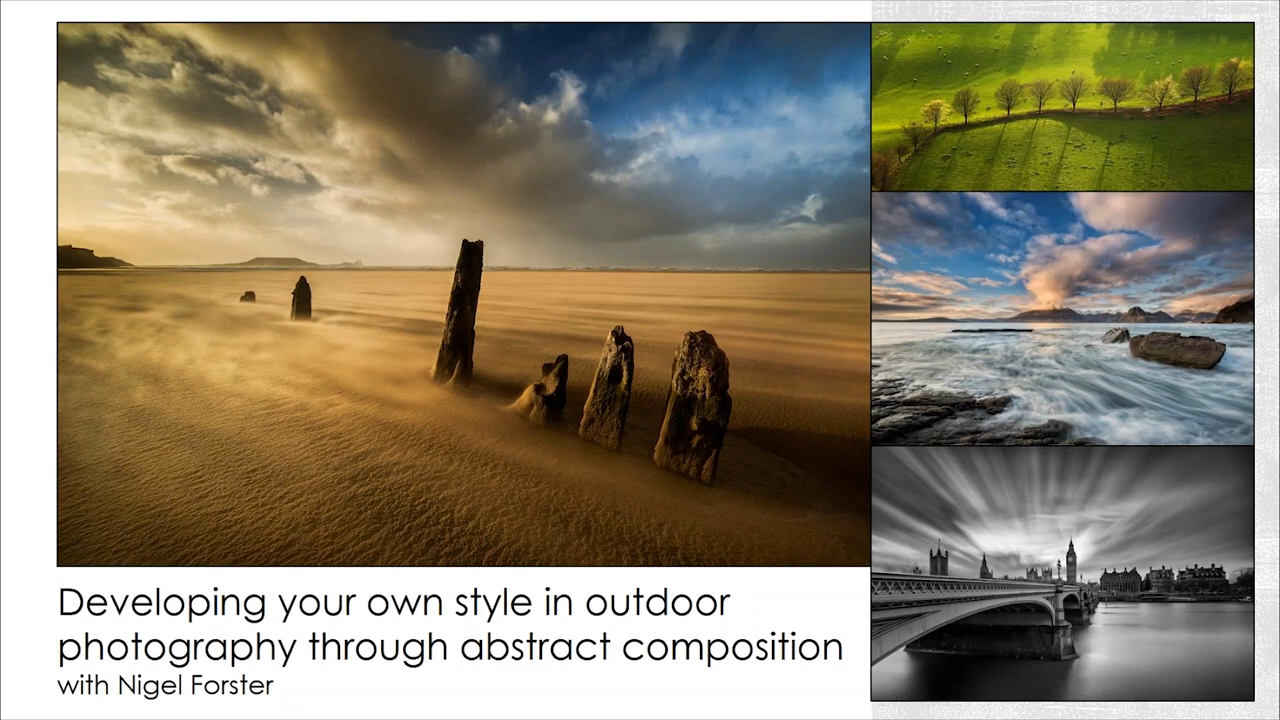 Developing your own style in outdoor
photography through abstract composition
with Nigel Forster